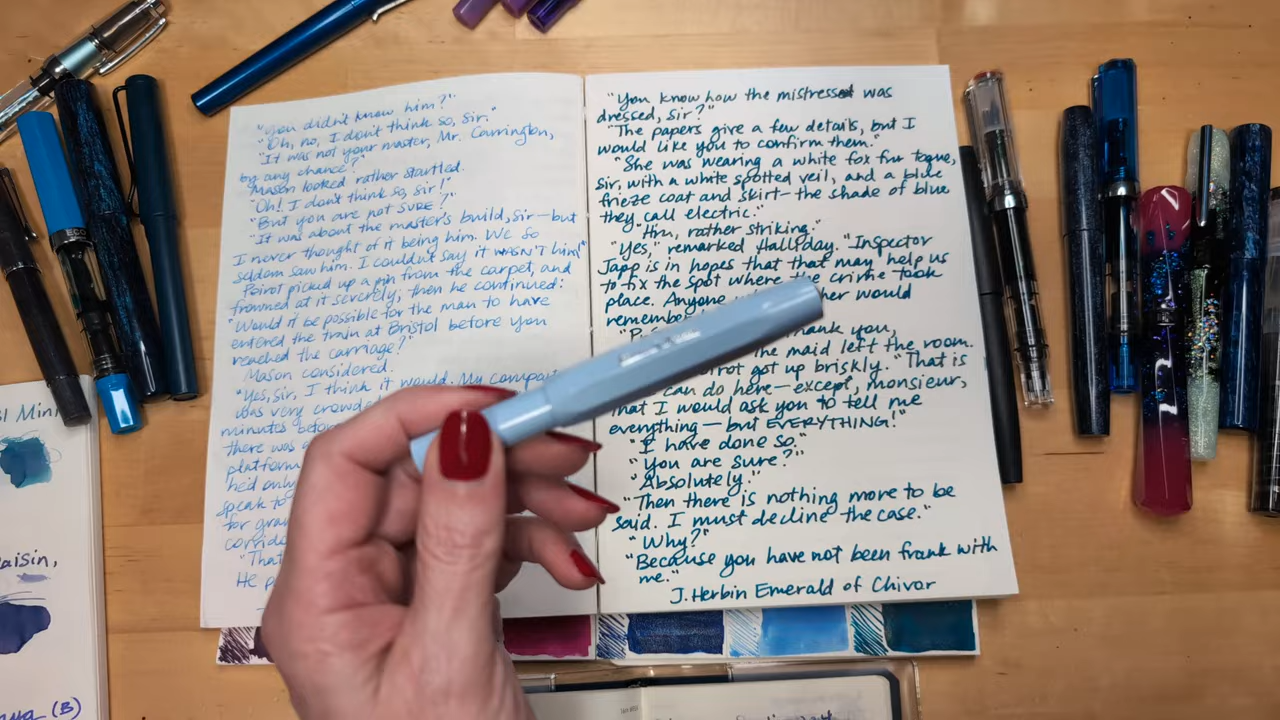 "You didn't know him?"
"Oh, no, I don't think so, sir."
"It was not your master, Mr. Carrington,
by any chance?"
Mason looked rather startled.
"Oh! I don't think so, sir!"
"But you are not SURE?"
"It was about the master's build, sir—but
I never thought of it being him. We so
seldom saw him. I couldn't say it WASN'T him!"
Poirot picked up a pin from the carpet, and
frowned at it severely, then he continued:
"Would it be possible for the man to have
entered the train at Bristol before you
reached the carriage?"
Mason considered.
"Yes, sir, I think it would. My
was very crowded
minutes
there was
platform
he'd only
speak to
for
"That
He
"You know how the mistress was
dressed, sir?"
"The papers give a few details, but I
would like you to confirm them."
"She was wearing a white fox fur toque,
sir, with a white spotted veil, and a blue
frieze coat and skirt—the shade of blue
they call electric."
"Hm, rather striking."
"Yes," remarked Halliday. "Inspector
Japp is in hopes that that may help us
to fix the spot where the crime took
place. Anyone her would
remember
thank you,
the maid left the room.
got up briskly. "That is
can do here—except, monsieur,
that I would ask you to tell me
everything—but EVERYTHING!"
"I have done so."
"You are sure?"
"Absolutely."
"Then there is nothing more to be
said. I must decline the case."
"Why?"
"Because you have not been frank with
me."
J. Herbin Emerald of Chivor
ECO
Mini
(B)